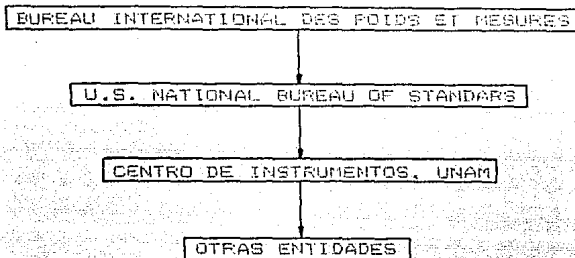 BUREAU INTERNATIONAL DES POIDS ET MESURES
U.S. NATIONAL BUREAU OF STANDARS
CENTRO DE INSTRUMENTOS, UNAM
OTRAS ENTIDADES